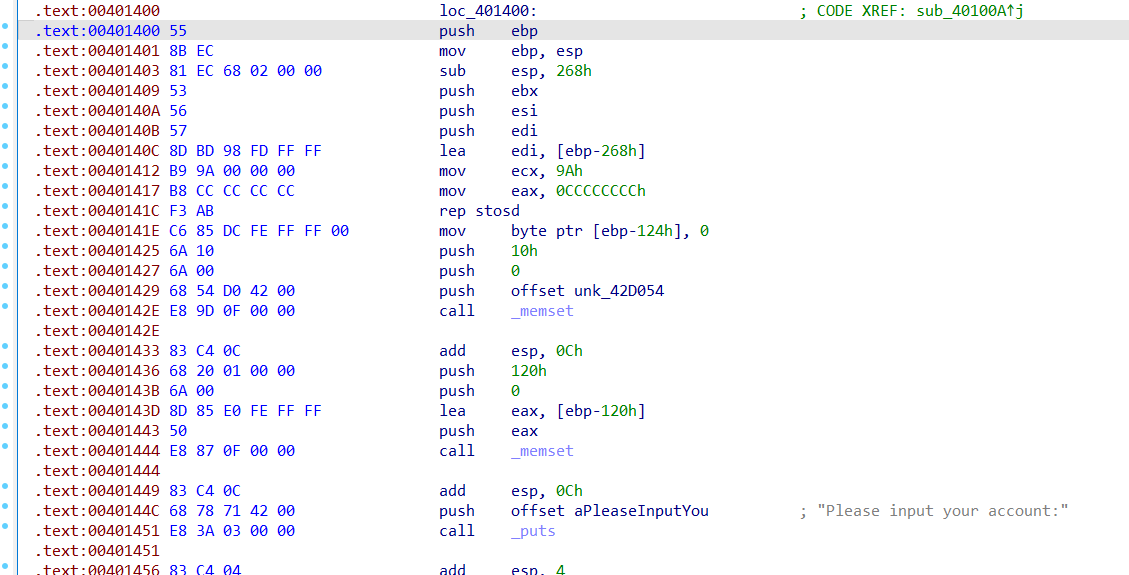 .text:00401400 loc_401400: ; CODE XREF: sub_40100A↑j
.text:00401400 55 push ebp
.text:00401401 8B EC mov ebp, esp
.text:00401403 81 EC 68 02 00 00 sub esp, 268h
.text:00401409 53 push ebx
.text:0040140A 56 push esi
.text:0040140B 57 push edi
.text:0040140C 8D BD 98 FD FF FF lea edi, [ebp-268h]
.text:00401412 B9 9A 00 00 00 mov ecx, 9Ah
.text:00401417 B8 CC CC CC CC mov eax, 0CCCCCCCCh
.text:0040141C F3 AB rep stosd
.text:0040141E C6 85 DC FE FF FF 00 mov byte ptr [ebp-124h], 0
.text:00401425 6A 10 push 10h
.text:00401427 6A 00 push 0
.text:00401429 68 54 D0 42 00 push offset unk_42D054
.text:0040142E E8 9D 0F 00 00 call _memset
.text:0040142E
.text:00401433 83 C4 0C add esp, 0Ch
.text:00401436 68 20 01 00 00 push 120h
.text:0040143B 6A 00 push 0
.text:0040143D 8D 85 E0 FE FF FF lea eax, [ebp-120h]
.text:00401443 50 push eax
.text:00401444 E8 87 0F 00 00 call _memset
.text:00401444
.text:00401449 83 C4 0C add esp, 0Ch
.text:0040144C 68 78 71 42 00 push offset aPleaseInputYou ; "Please input your account:"
.text:00401451 E8 3A 03 00 00 call _puts
.text:00401451
.text:00401456 83 C4 04 add esp, 4